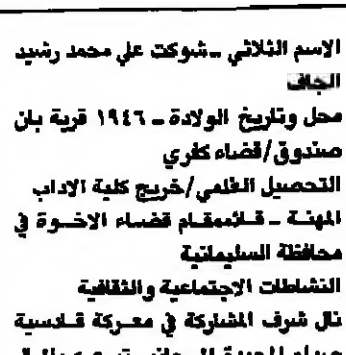 الاسم الثلاثي - شوكت علي محمد رشيد
الجاف
محل وتاريخ الولادة - ١٩٤٦ قرية بان
صندوق/قضاء كفري
التحصيل العلمي/خريج كلية الاداب
المهنة - قائممقام قضاء الاخوة في
محافظة السليمانية
النشاطات الاجتماعية والثقافية
نال شرف المشاركة في معركة قادسية